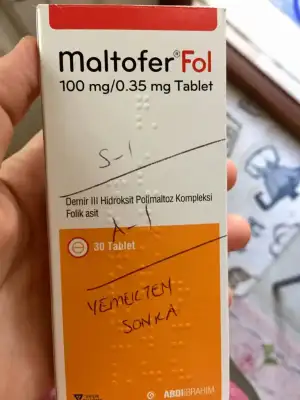 Maltofer® Fol
100 mg/0.35 mg Tablet
S-1
Demir III Hidroksit Polimaltoz Kompleksi
Folik asit
A-1
30 Tablet
YEMEKTEN
SONRA
ABDİ İBRAHİM